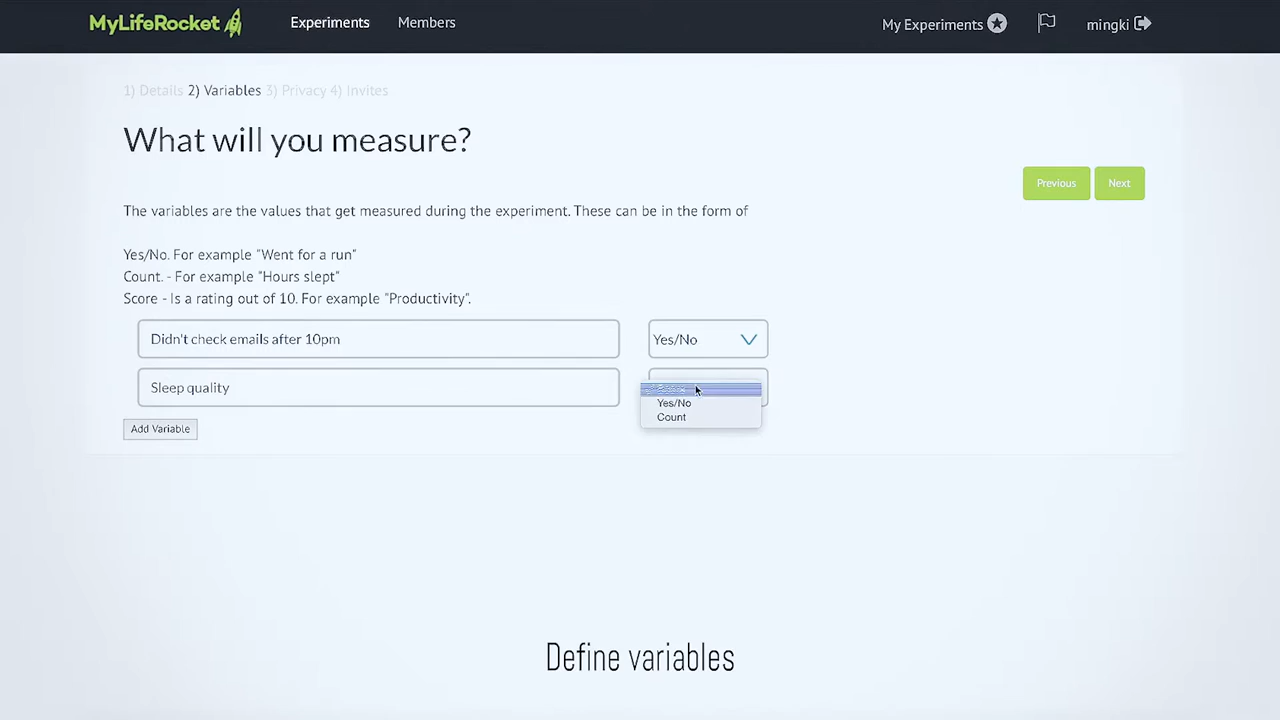 MyLifeRocket Experiments Members My Experiments mingki
1) Details 2) Variables 3) Privacy 4) Invites
What will you measure?
Previous Next
The variables are the values that get measured during the experiment. These can be in the form of
Yes/No. For example "Went for a run"
Count. - For example "Hours slept"
Score - Is a rating out of 10. For example "Productivity".
Didn't check emails after 10pm Yes/No
Sleep quality
Yes/No
Count
Add Variable
Define variables